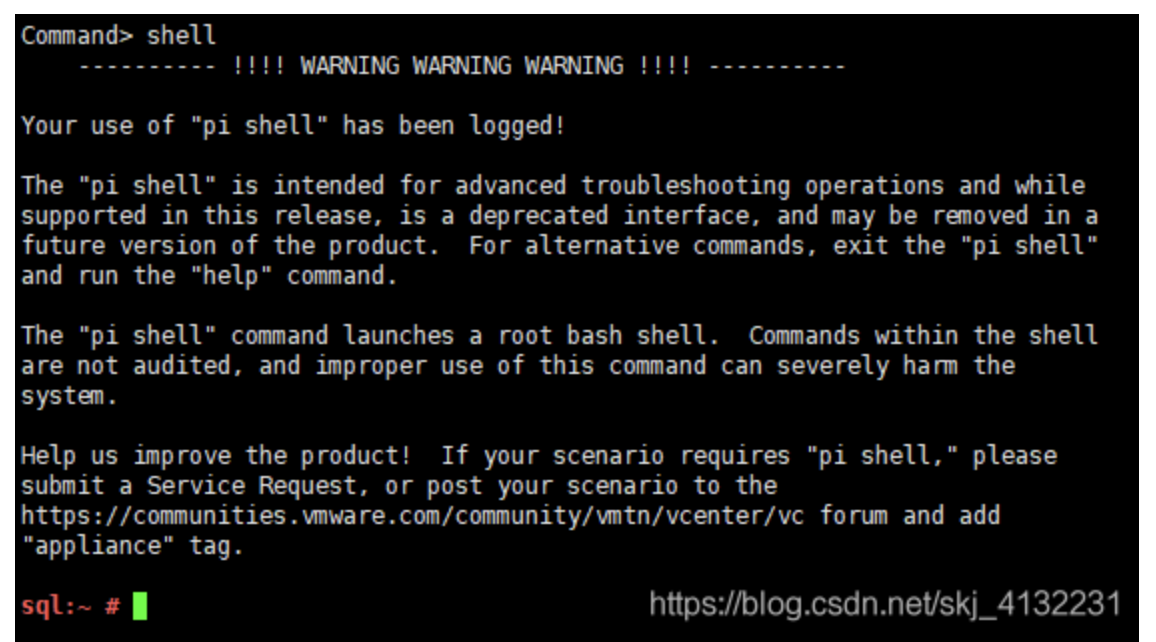 Command> shell
---------- !!!! WARNING WARNING WARNING !!!! ----------
Your use of "pi shell" has been logged!
The "pi shell" is intended for advanced troubleshooting operations and while
supported in this release, is a deprecated interface, and may be removed in a
future version of the product.  For alternative commands, exit the "pi shell"
and run the "help" command.
The "pi shell" command launches a root bash shell.  Commands within the shell
are not audited, and improper use of this command can severely harm the
system.
Help us improve the product!  If your scenario requires "pi shell," please
submit a Service Request, or post your scenario to the
https://communities.vmware.com/community/vmtn/vcenter/vc forum and add
"appliance" tag.
sql:~ #
https://blog.csdn.net/skj_4132231